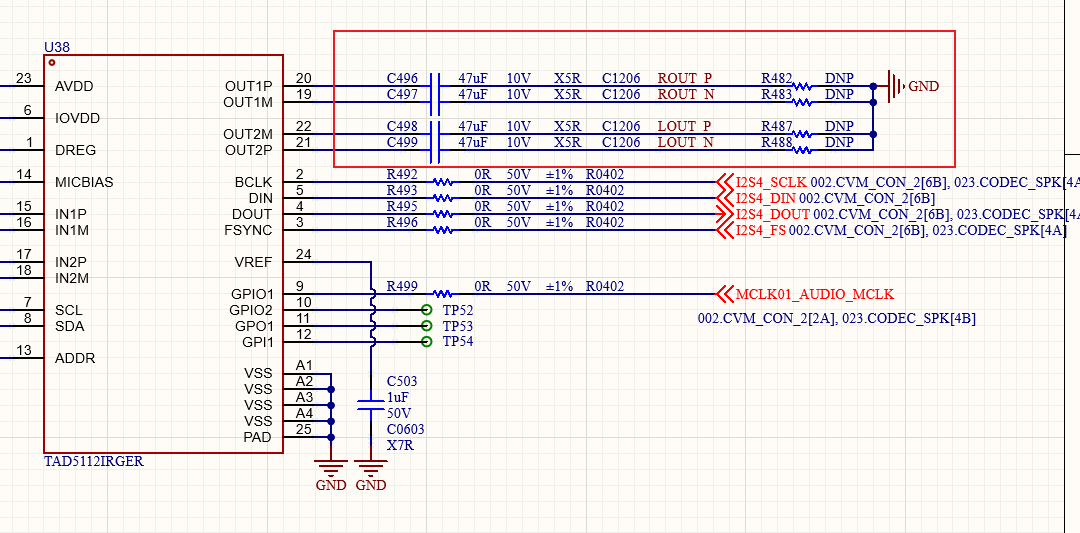 U38
23 AVDD OUT1P 20 C496 47uF 10V X5R C1206 ROUT_P R482 DNP GND
OUT1M 19 C497 47uF 10V X5R C1206 ROUT_N R483 DNP
6 IOVDD
OUT2M 22 C498 47uF 10V X5R C1206 LOUT_P R487 DNP
1 DREG OUT2P 21 C499 47uF 10V X5R C1206 LOUT_N R488 DNP
14 MICBIAS BCLK 2 R492 0R 50V ±1% R0402 I2S4_SCLK 002.CVM_CON_2[6B], 023.CODEC_SPK[4A
DIN 5 R493 0R 50V ±1% R0402 I2S4_DIN 002.CVM_CON_2[6B]
15 IN1P DOUT 4 R495 0R 50V ±1% R0402 I2S4_DOUT 002.CVM_CON_2[6B], 023.CODEC_SPK[4A
16 IN1M FSYNC 3 R496 0R 50V ±1% R0402 I2S4_FS 002.CVM_CON_2[6B], 023.CODEC_SPK[4A]
17 IN2P VREF 24
18 IN2M
GPIO1 9 R499 0R 50V ±1% R0402 MCLK01_AUDIO_MCLK
7 SCL GPIO2 10 TP52
002.CVM_CON_2[2A], 023.CODEC_SPK[4B]
8 SDA GPO1 11 TP53
GPI1 12 TP54
13 ADDR
VSS A1
VSS A2
VSS A3
VSS A4
PAD 25
C503
1uF
50V
C0603
X7R
TAD5112IRGER
GND GND